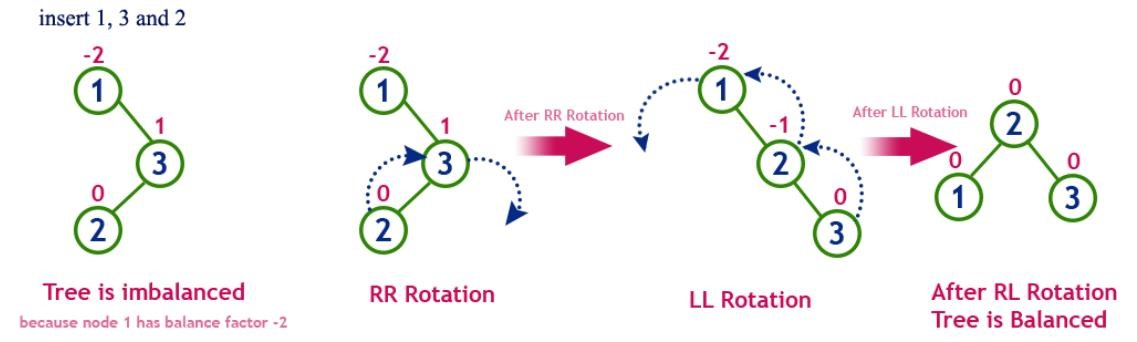 insert 1, 3 and 2
-2
1
1
3
0
2
Tree is imbalanced
because node 1 has balance factor -2
-2
1
1
3
0
2
RR Rotation
After RR Rotation
-2
1
-1
2
0
3
LL Rotation
After LL Rotation
0
2
0
1
0
3
After RL Rotation
Tree is Balanced